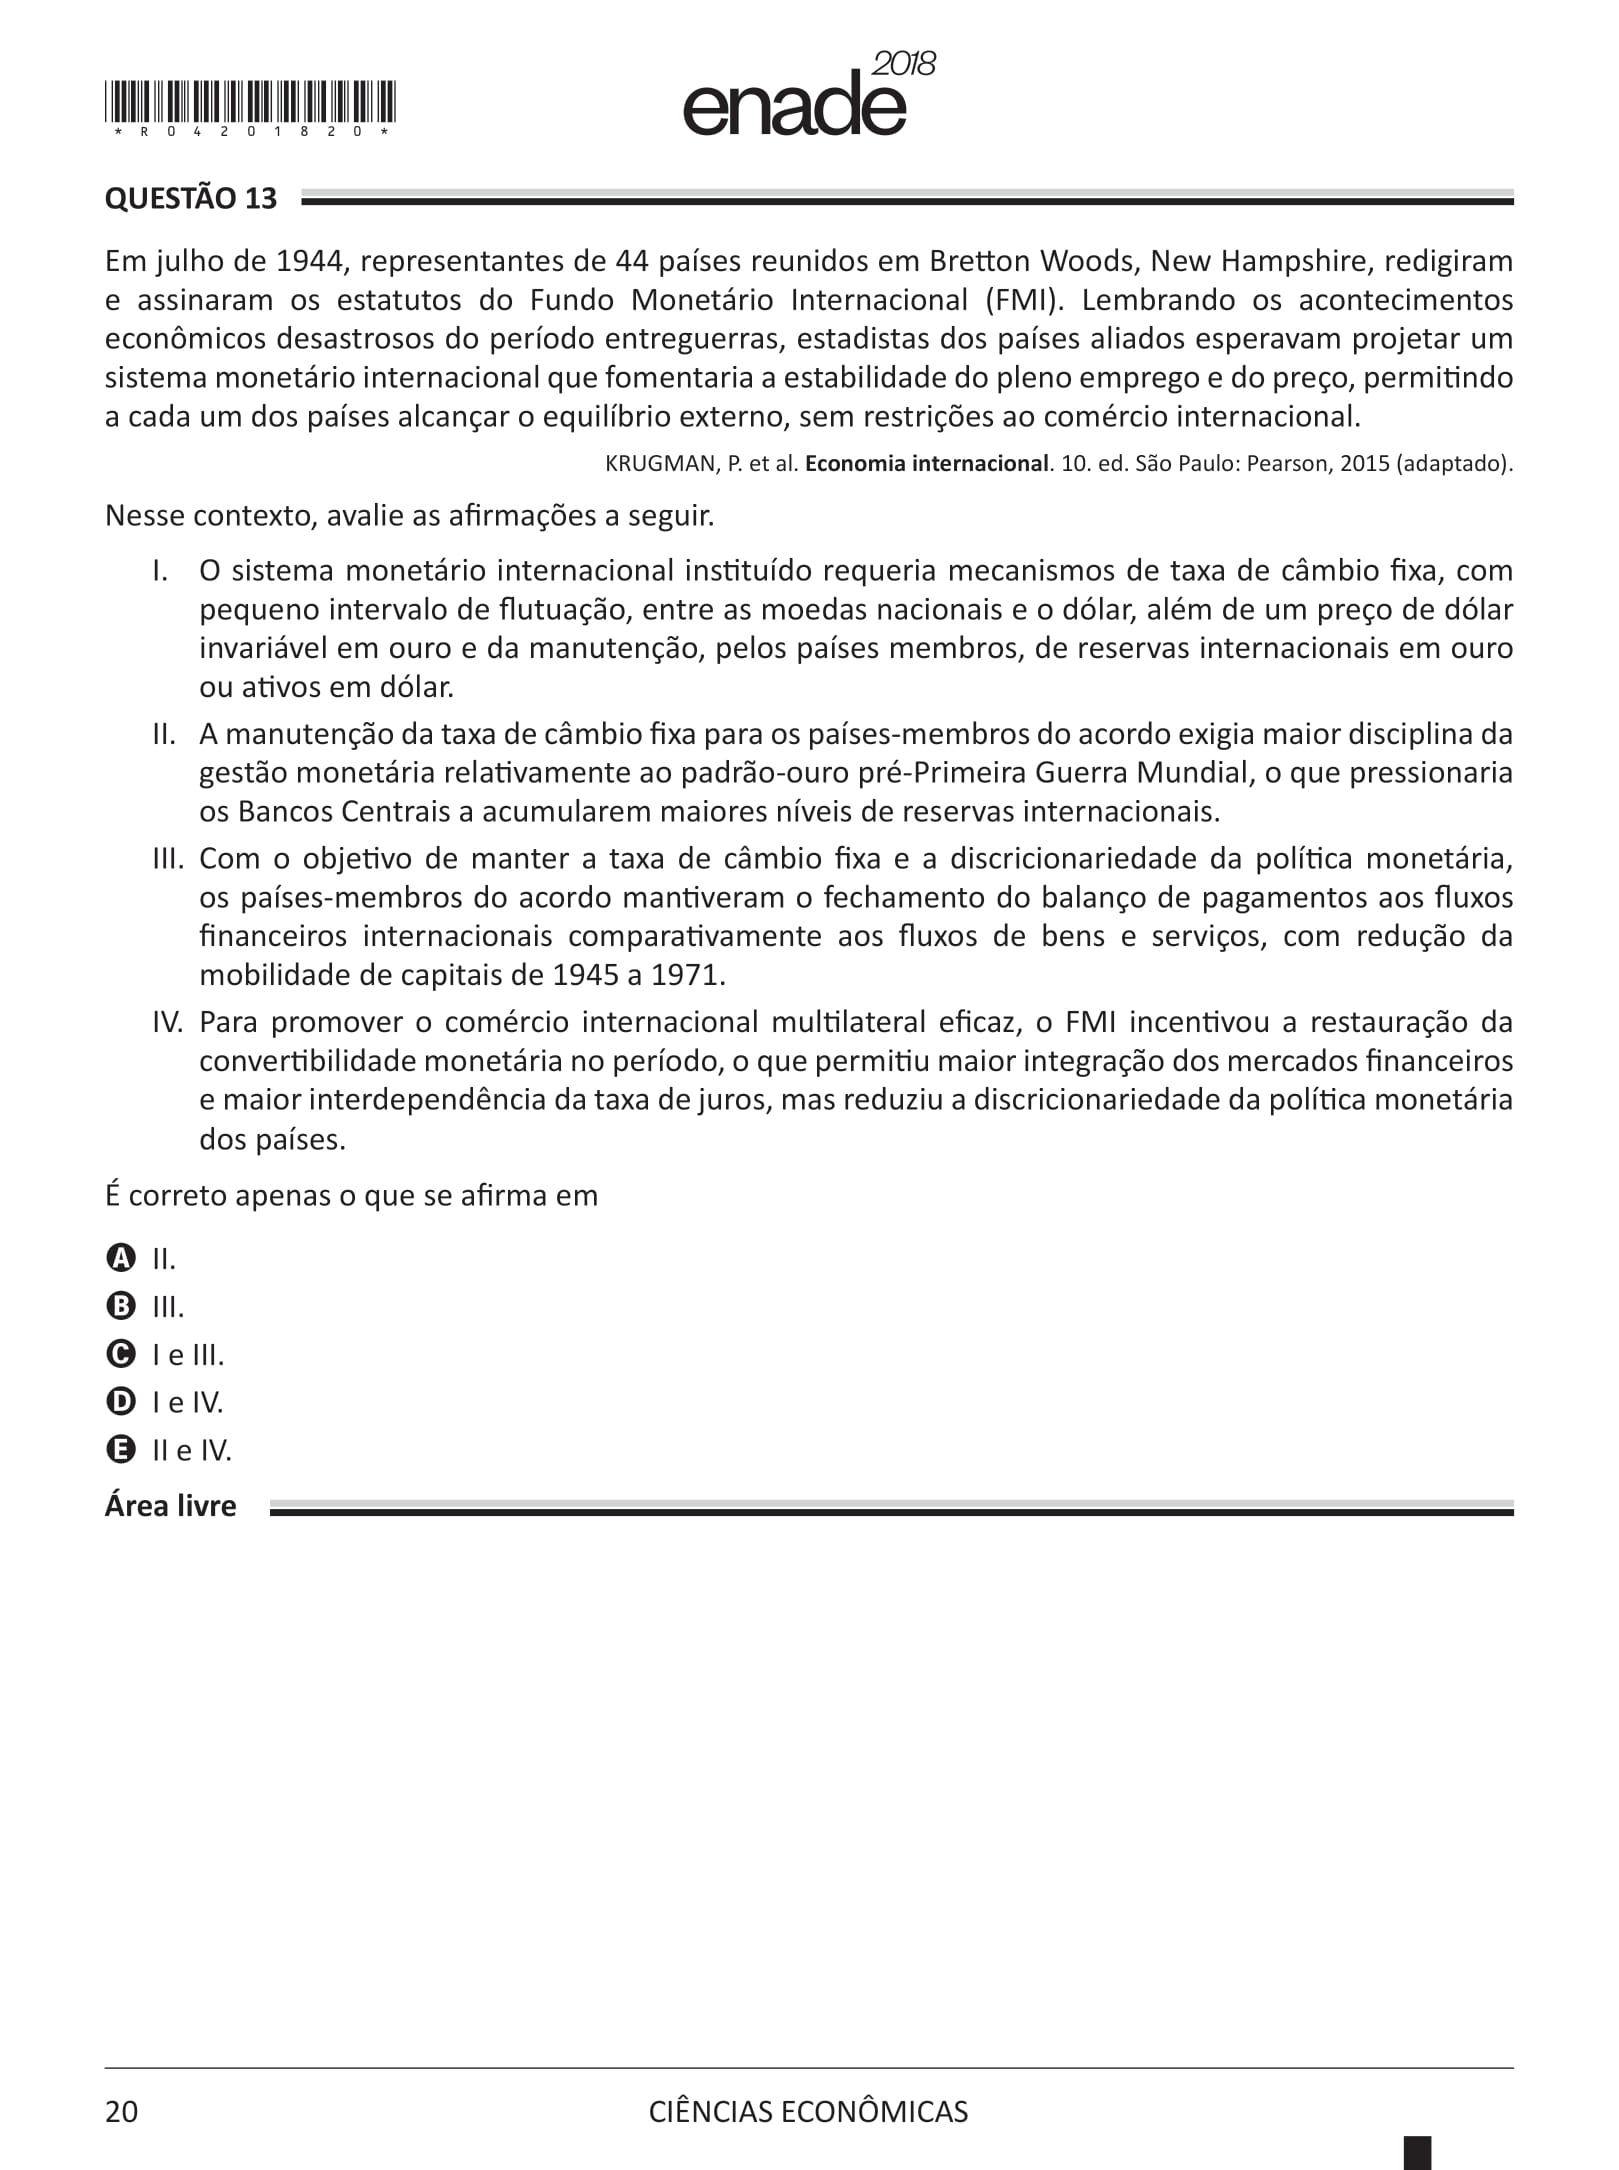 enade 2018
* R 0 4 2 0 1 8 2 0 *
QUESTÃO 13
Em julho de 1944, representantes de 44 países reunidos em Bretton Woods, New Hampshire, redigiram
e assinaram os estatutos do Fundo Monetário Internacional (FMI). Lembrando os acontecimentos
econômicos desastrosos do período entreguerras, estadistas dos países aliados esperavam projetar um
sistema monetário internacional que fomentaria a estabilidade do pleno emprego e do preço, permitindo
a cada um dos países alcançar o equilíbrio externo, sem restrições ao comércio internacional.
KRUGMAN, P. et al. Economia internacional. 10. ed. São Paulo: Pearson, 2015 (adaptado).
Nesse contexto, avalie as afirmações a seguir.
I. O sistema monetário internacional instituído requeria mecanismos de taxa de câmbio fixa, com
pequeno intervalo de flutuação, entre as moedas nacionais e o dólar, além de um preço de dólar
invariável em ouro e da manutenção, pelos países membros, de reservas internacionais em ouro
ou ativos em dólar.
II. A manutenção da taxa de câmbio fixa para os países-membros do acordo exigia maior disciplina da
gestão monetária relativamente ao padrão-ouro pré-Primeira Guerra Mundial, o que pressionaria
os Bancos Centrais a acumularem maiores níveis de reservas internacionais.
III. Com o objetivo de manter a taxa de câmbio fixa e a discricionariedade da política monetária,
os países-membros do acordo mantiveram o fechamento do balanço de pagamentos aos fluxos
financeiros internacionais comparativamente aos fluxos de bens e serviços, com redução da
mobilidade de capitais de 1945 a 1971.
IV. Para promover o comércio internacional multilateral eficaz, o FMI incentivou a restauração da
convertibilidade monetária no período, o que permitiu maior integração dos mercados financeiros
e maior interdependência da taxa de juros, mas reduziu a discricionariedade da política monetária
dos países.
É correto apenas o que se afirma em
A II.
B III.
C I e III.
D I e IV.
E II e IV.
Área livre
20
CIÊNCIAS ECONÔMICAS